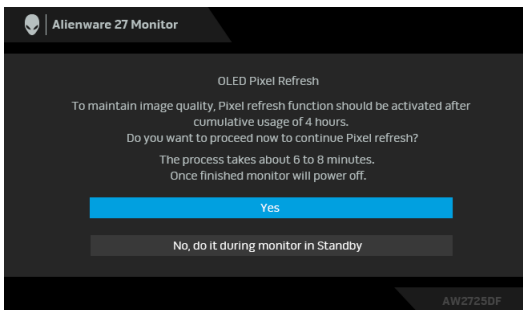 Alienware 27 Monitor
OLED Pixel Refresh
To maintain image quality, Pixel refresh function should be activated after
cumulative usage of 4 hours.
Do you want to proceed now to continue Pixel refresh?
The process takes about 6 to 8 minutes.
Once finished monitor will power off.
Yes
No, do it during monitor in Standby
AW2725DF